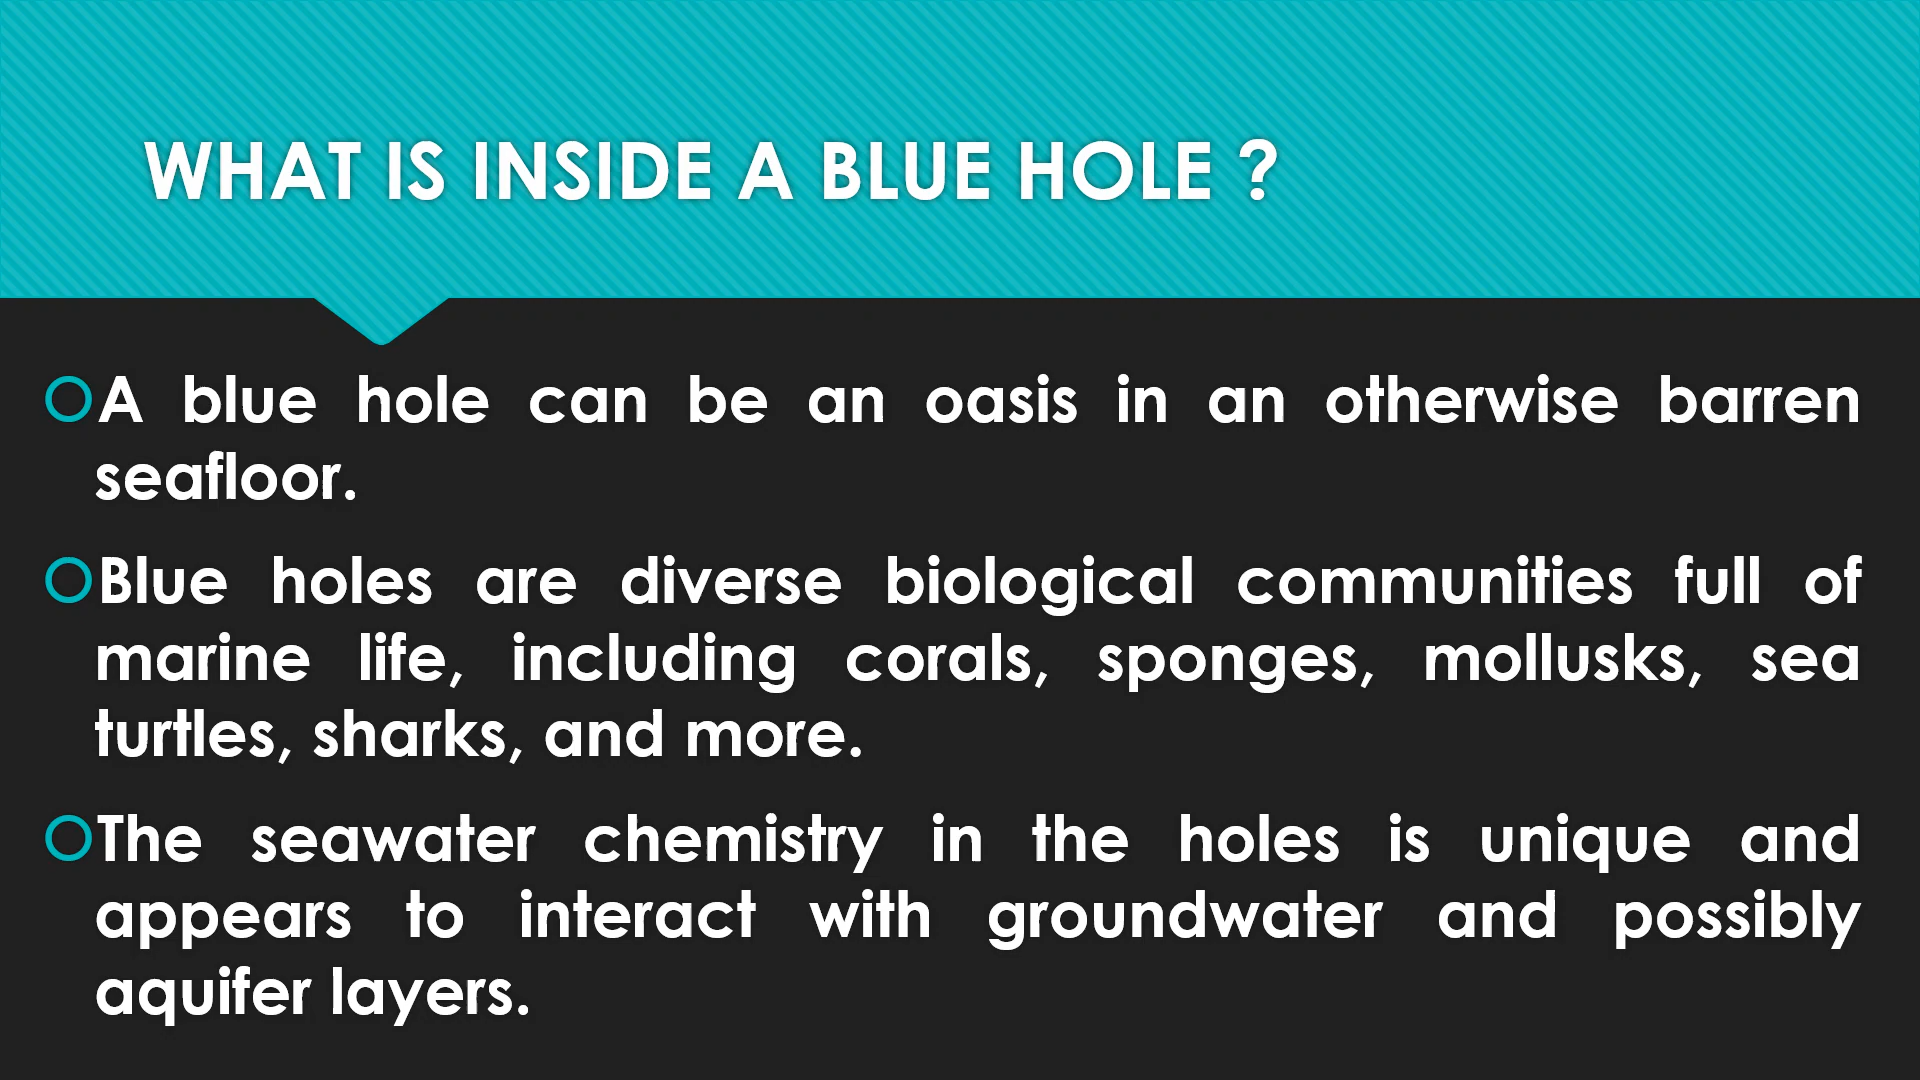 WHAT IS INSIDE A BLUE HOLE ?
A blue hole can be an oasis in an otherwise barren
seafloor.
Blue holes are diverse biological communities full of
marine life, including corals, sponges, mollusks, sea
turtles, sharks, and more.
The seawater chemistry in the holes is unique and
appears to interact with groundwater and possibly
aquifer layers.